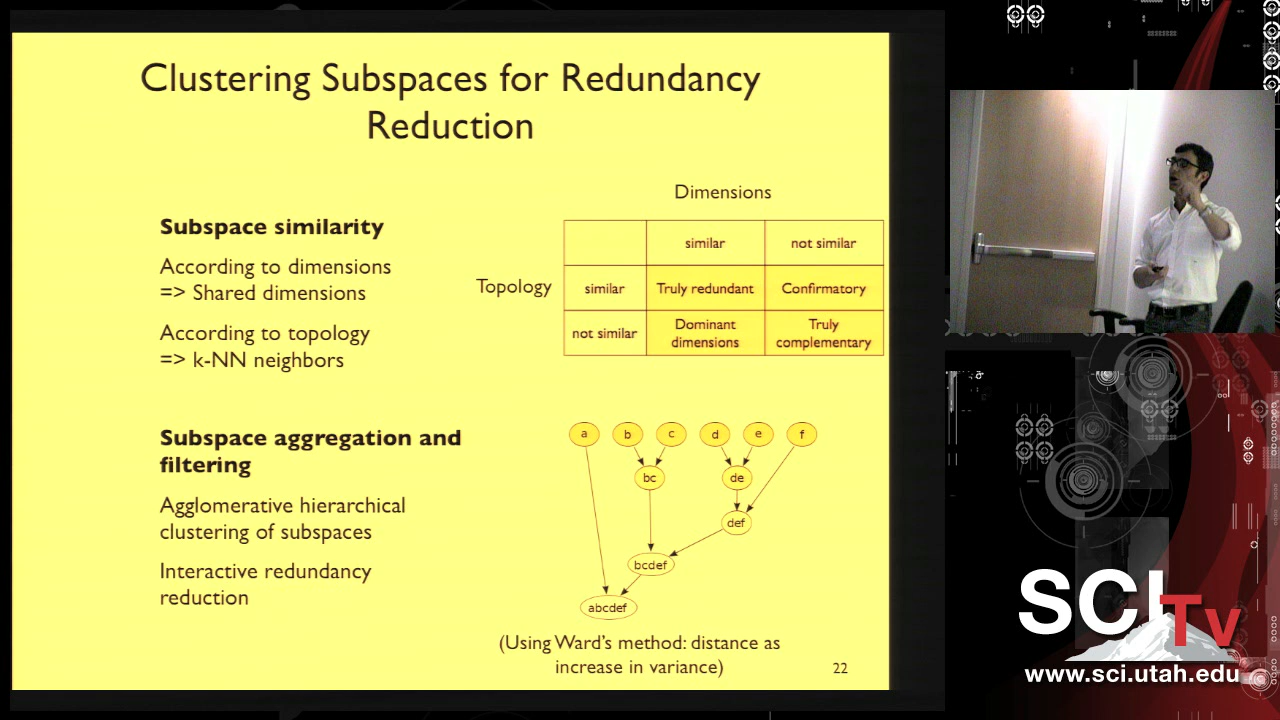 Clustering Subspaces for Redundancy
Reduction
Subspace similarity
According to dimensions
=> Shared dimensions
According to topology
=> k-NN neighbors
Dimensions
similar not similar
Topology
similar Truly redundant Confirmatory
not similar Dominant dimensions Truly complementary
Subspace aggregation and
filtering
Agglomerative hierarchical
clustering of subspaces
Interactive redundancy
reduction
a b c d e f
bc de
def
bcdef
abcdef
(Using Ward's method: distance as
increase in variance)
22
SCI Tv
www.sci.utah.edu